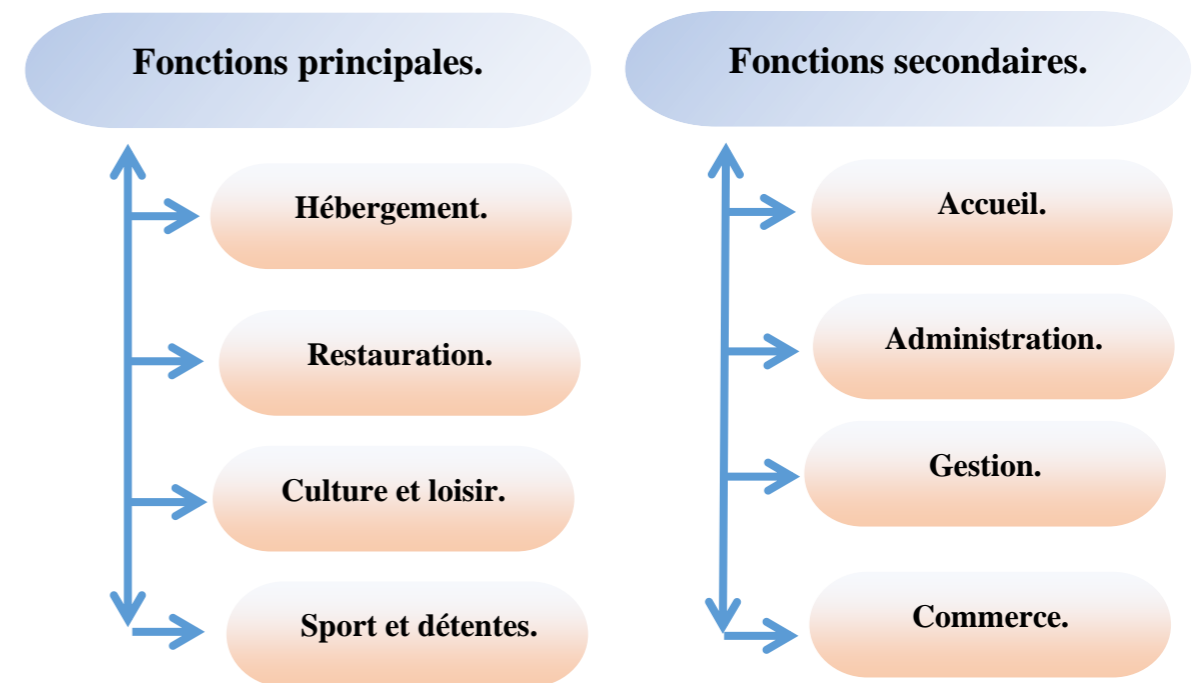 Fonctions principales.
Hébergement.
Restauration.
Culture et loisir.
Sport et détentes.
Fonctions secondaires.
Accueil.
Administration.
Gestion.
Commerce.